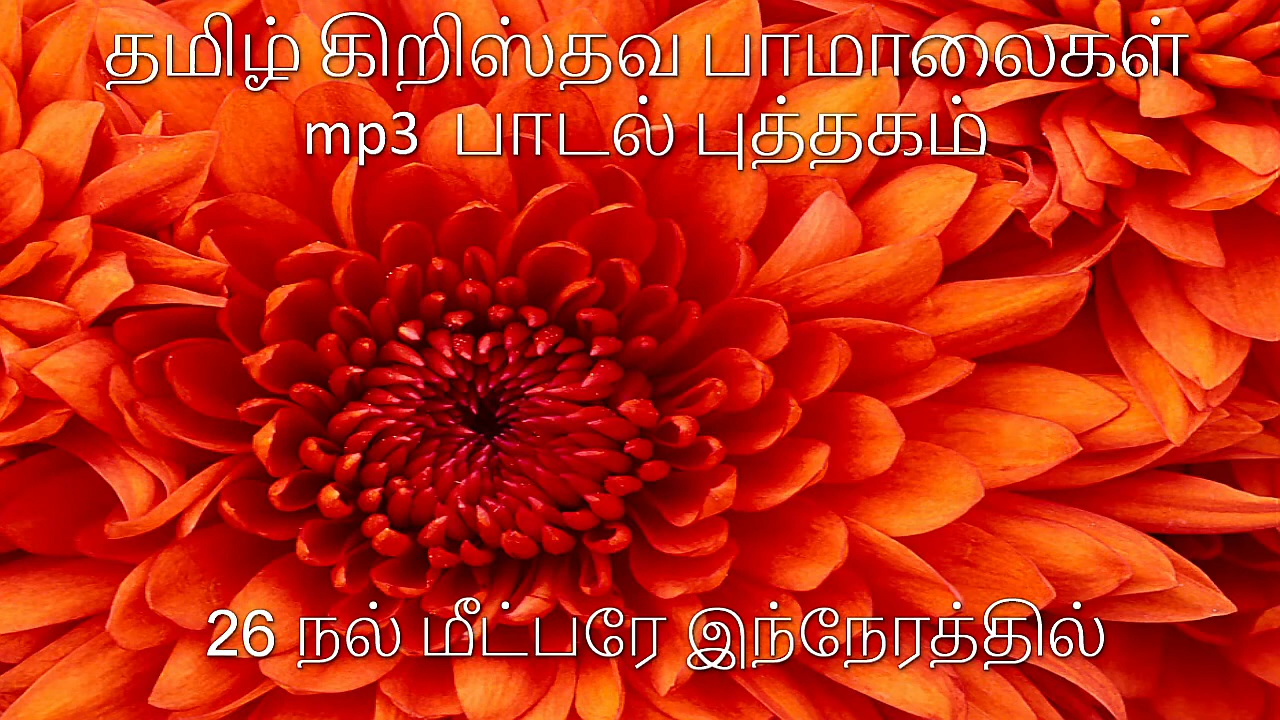 தமிழ் கிறிஸ்தவ பாமாலைகள்
mp3 பாடல் புத்தகம்
26 நல் மீட்பரே இந்நேரத்தில்